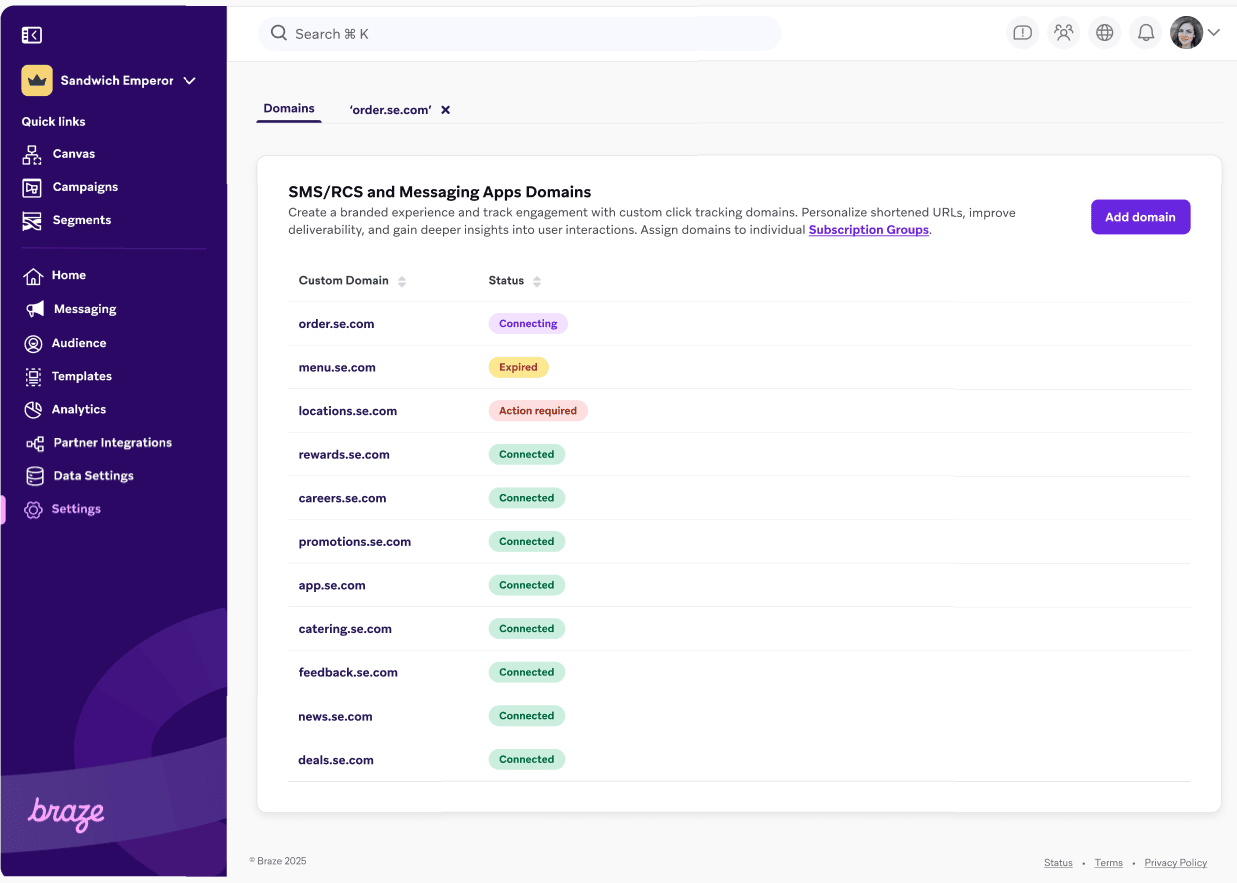 Search ⌘ K
Sandwich Emperor
Quick links
Canvas
Campaigns
Segments
Home
Messaging
Audience
Templates
Analytics
Partner Integrations
Data Settings
Settings
braze
Domains
‘order.se.com’
SMS/RCS and Messaging Apps Domains
Create a branded experience and track engagement with custom click tracking domains. Personalize shortened URLs, improve
deliverability, and gain deeper insights into user interactions. Assign domains to individual Subscription Groups.
Add domain
Custom Domain Status
order.se.com Connecting
menu.se.com Expired
locations.se.com Action required
rewards.se.com Connected
careers.se.com Connected
promotions.se.com Connected
app.se.com Connected
catering.se.com Connected
feedback.se.com Connected
news.se.com Connected
deals.se.com Connected
© Braze 2025
Status • Terms • Privacy Policy